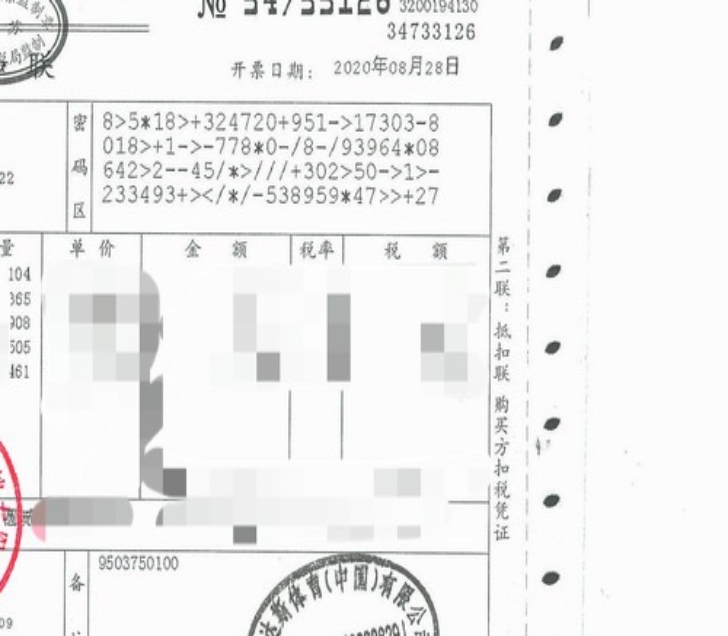 № 34733126 3200194130
34733126
联
开票日期： 2020年08月28日
密码区
8>5*18>+324720+951->17303-8
018>+1->-778*0-/8-/93964*08
642>2--45/*>///+302>50->1>-
233493+></*/-538959*47>>+27
22
量 单价 金额 税率 税额
104
365
908
505
461
第二联：抵扣联 购买方扣税凭证
备
9503750100
达斯体育(中国)有限公
09